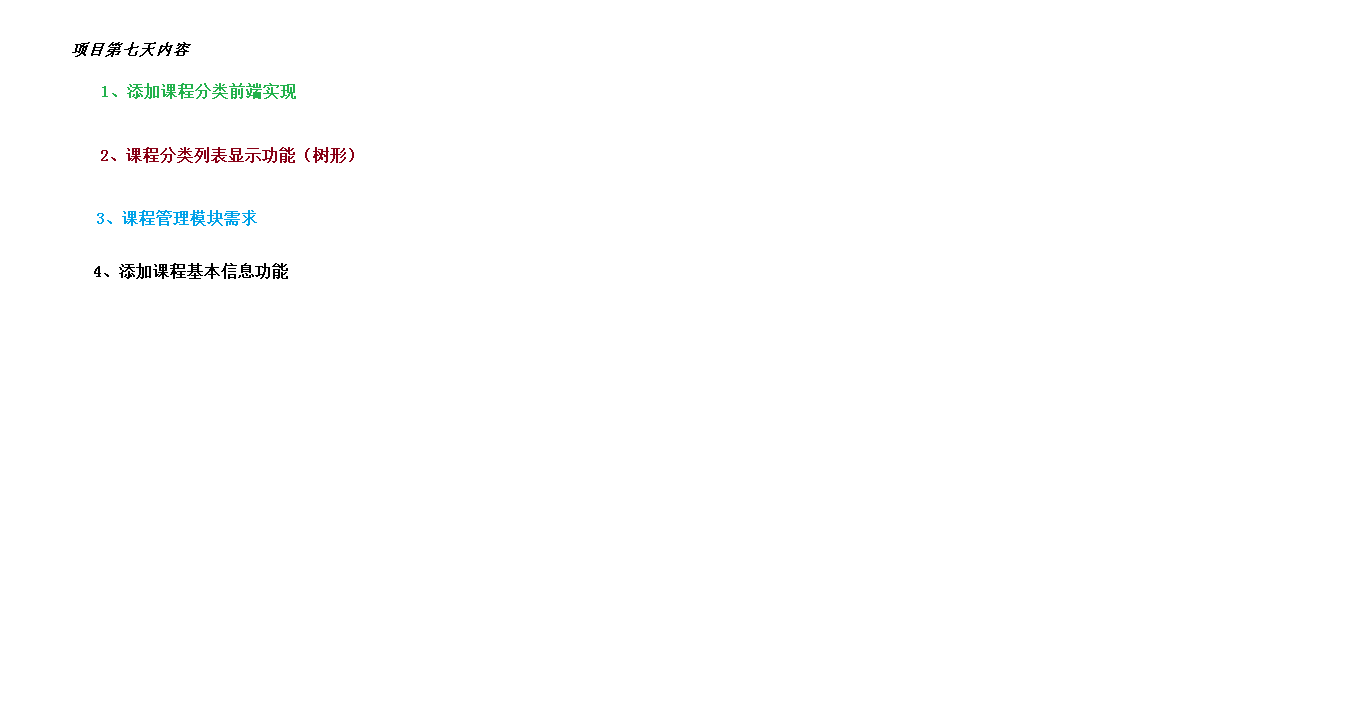 项目第七天内容
1、添加课程分类前端实现
2、课程分类列表显示功能（树形）
3、课程管理模块需求
4、添加课程基本信息功能